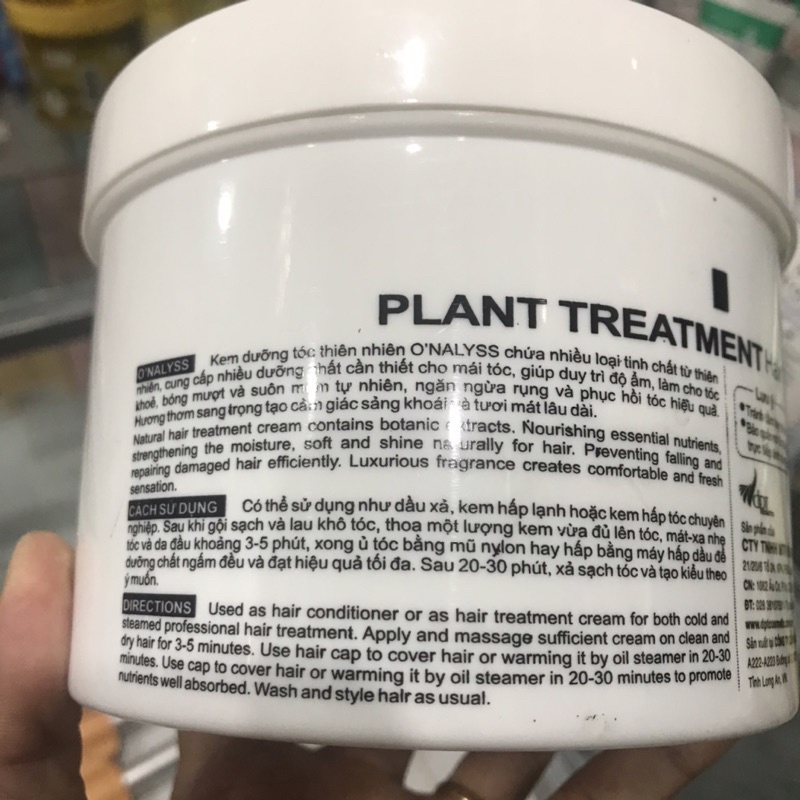 PLANT TREATMENT
O'NALYSS Kem dưỡng tóc thiên nhiên O'NALYSS chứa nhiều loại tinh chất từ thiên
nhiên, cung cấp nhiều dưỡng chất cần thiết cho mái tóc, giúp duy trì độ ẩm, làm cho tóc
khoẻ, bóng mượt và suôn mềm tự nhiên, ngăn ngừa rụng và phục hồi tóc hiệu quả.
Hương thơm sang trọng tạo cảm giác sảng khoái và tươi mát lâu dài.
Natural hair treatment cream contains botanic extracts. Nourishing essential nutrients,
strengthening the moisture, soft and shine naturally for hair. Preventing falling and
repairing damaged hair efficiently. Luxurious fragrance creates comfortable and fresh
sensation.
CÁCH SỬ DỤNG Có thể sử dụng như dầu xả, kem hấp lạnh hoặc kem hấp tóc chuyên
nghiệp. Sau khi gội sạch và lau khô tóc, thoa một lượng kem vừa đủ lên tóc, mát-xa nhẹ
tóc và da đầu khoảng 3-5 phút, xong ủ tóc bằng mũ nylon hay hấp bằng máy hấp dầu để
dưỡng chất ngấm đều và đạt hiệu quả tối đa. Sau 20-30 phút, xả sạch tóc và tạo kiểu theo
ý muốn.
DIRECTIONS Used as hair conditioner or as hair treatment cream for both cold and
steamed professional hair treatment. Apply and massage sufficient cream on clean and
dry hair for 3-5 minutes. Use hair cap to cover hair or warming it by oil steamer in 20-30
minutes. Use cap to cover hair or warming it by oil steamer in 20-30 minutes to promote
nutrients well absorbed. Wash and style hair as usual.
Sản phẩm của
CTY TNHH
Sản xuất tại
Tỉnh Long An, VN